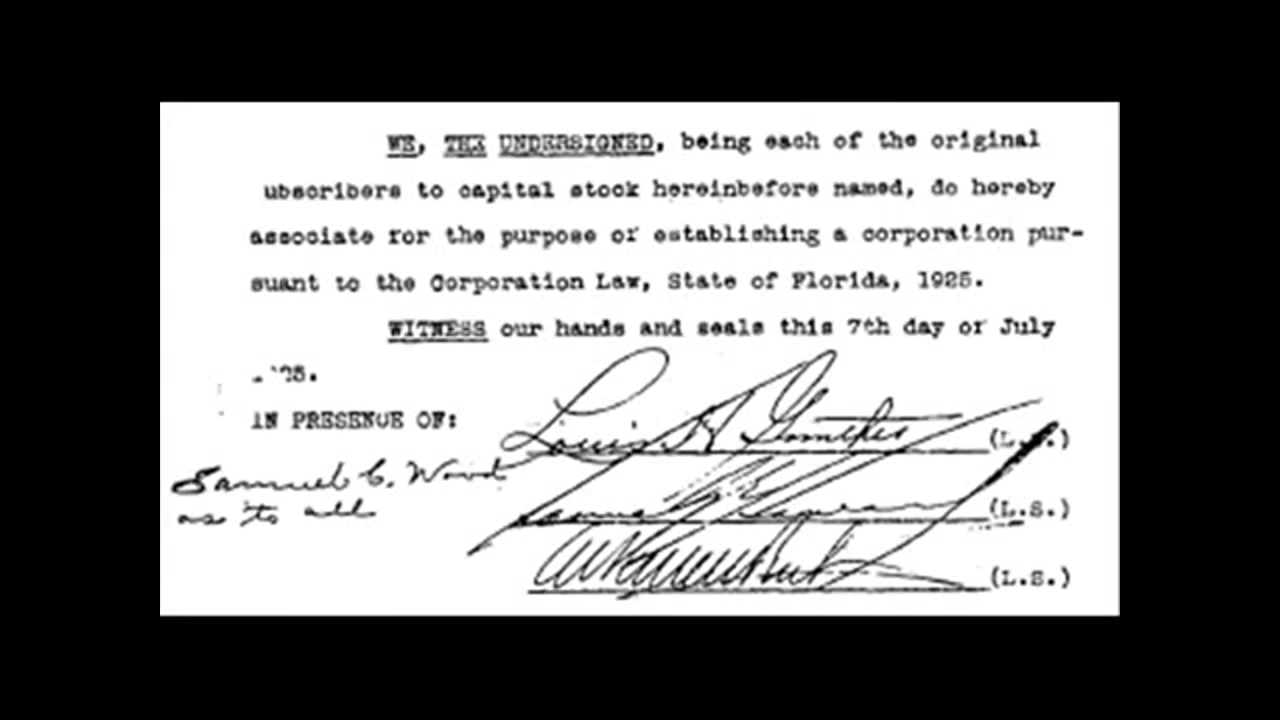 WE, THE UNDERSIGNED, being each of the original
ubscribers to capital stock hereinbefore named, do hereby
associate for the purpose of establishing a corporation pur-
suant to the Corporation Law, State of Florida, 1925.
WITNESS our hands and seals this 7th day of July
25.
IN PRESENCE OF:
Louis A (L.S.)
Samuel C. Wood
as to all
(L.S.)
(L.S.)